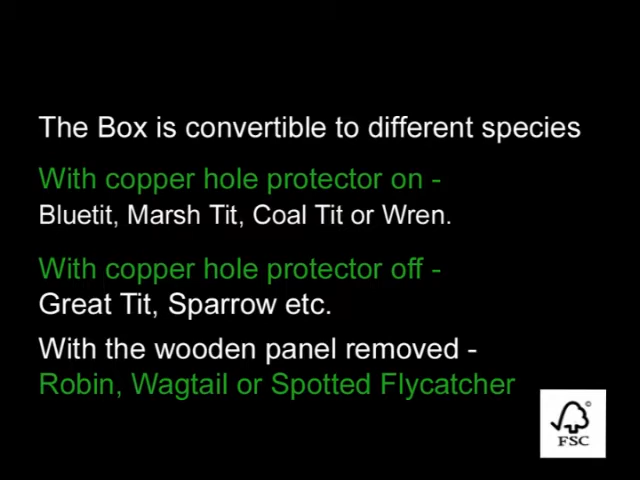 The Box is convertible to different species
With copper hole protector on -
Bluetit, Marsh Tit, Coal Tit or Wren.
With copper hole protector off -
Great Tit, Sparrow etc.
With the wooden panel removed -
Robin, Wagtail or Spotted Flycatcher
©
FSC